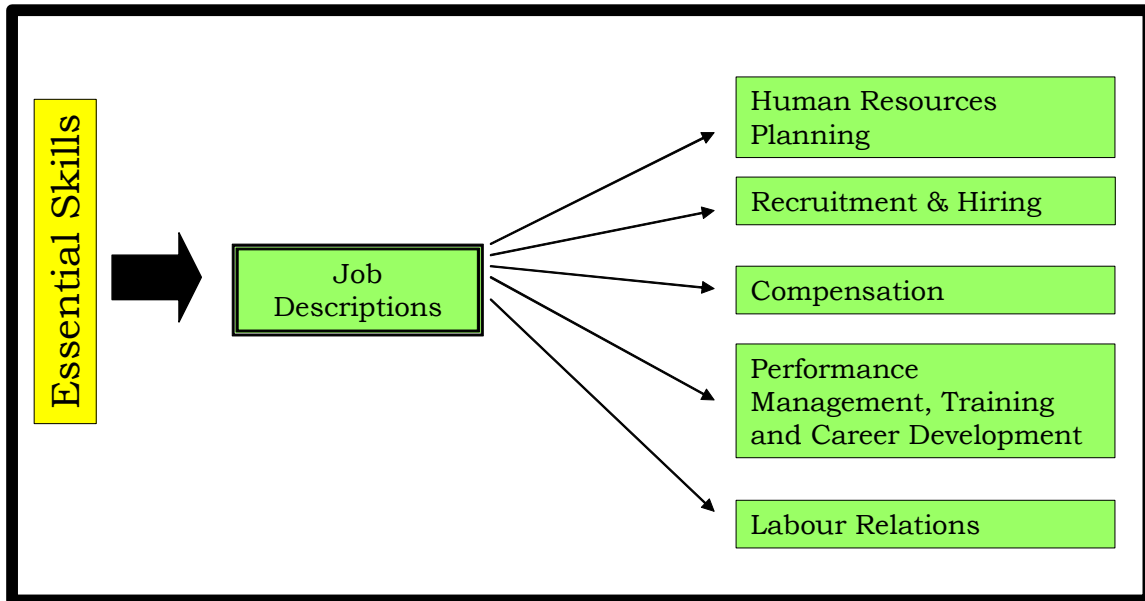 Essential Skills
Job
Descriptions
Human Resources
Planning
Recruitment & Hiring
Compensation
Performance
Management, Training
and Career Development
Labour Relations